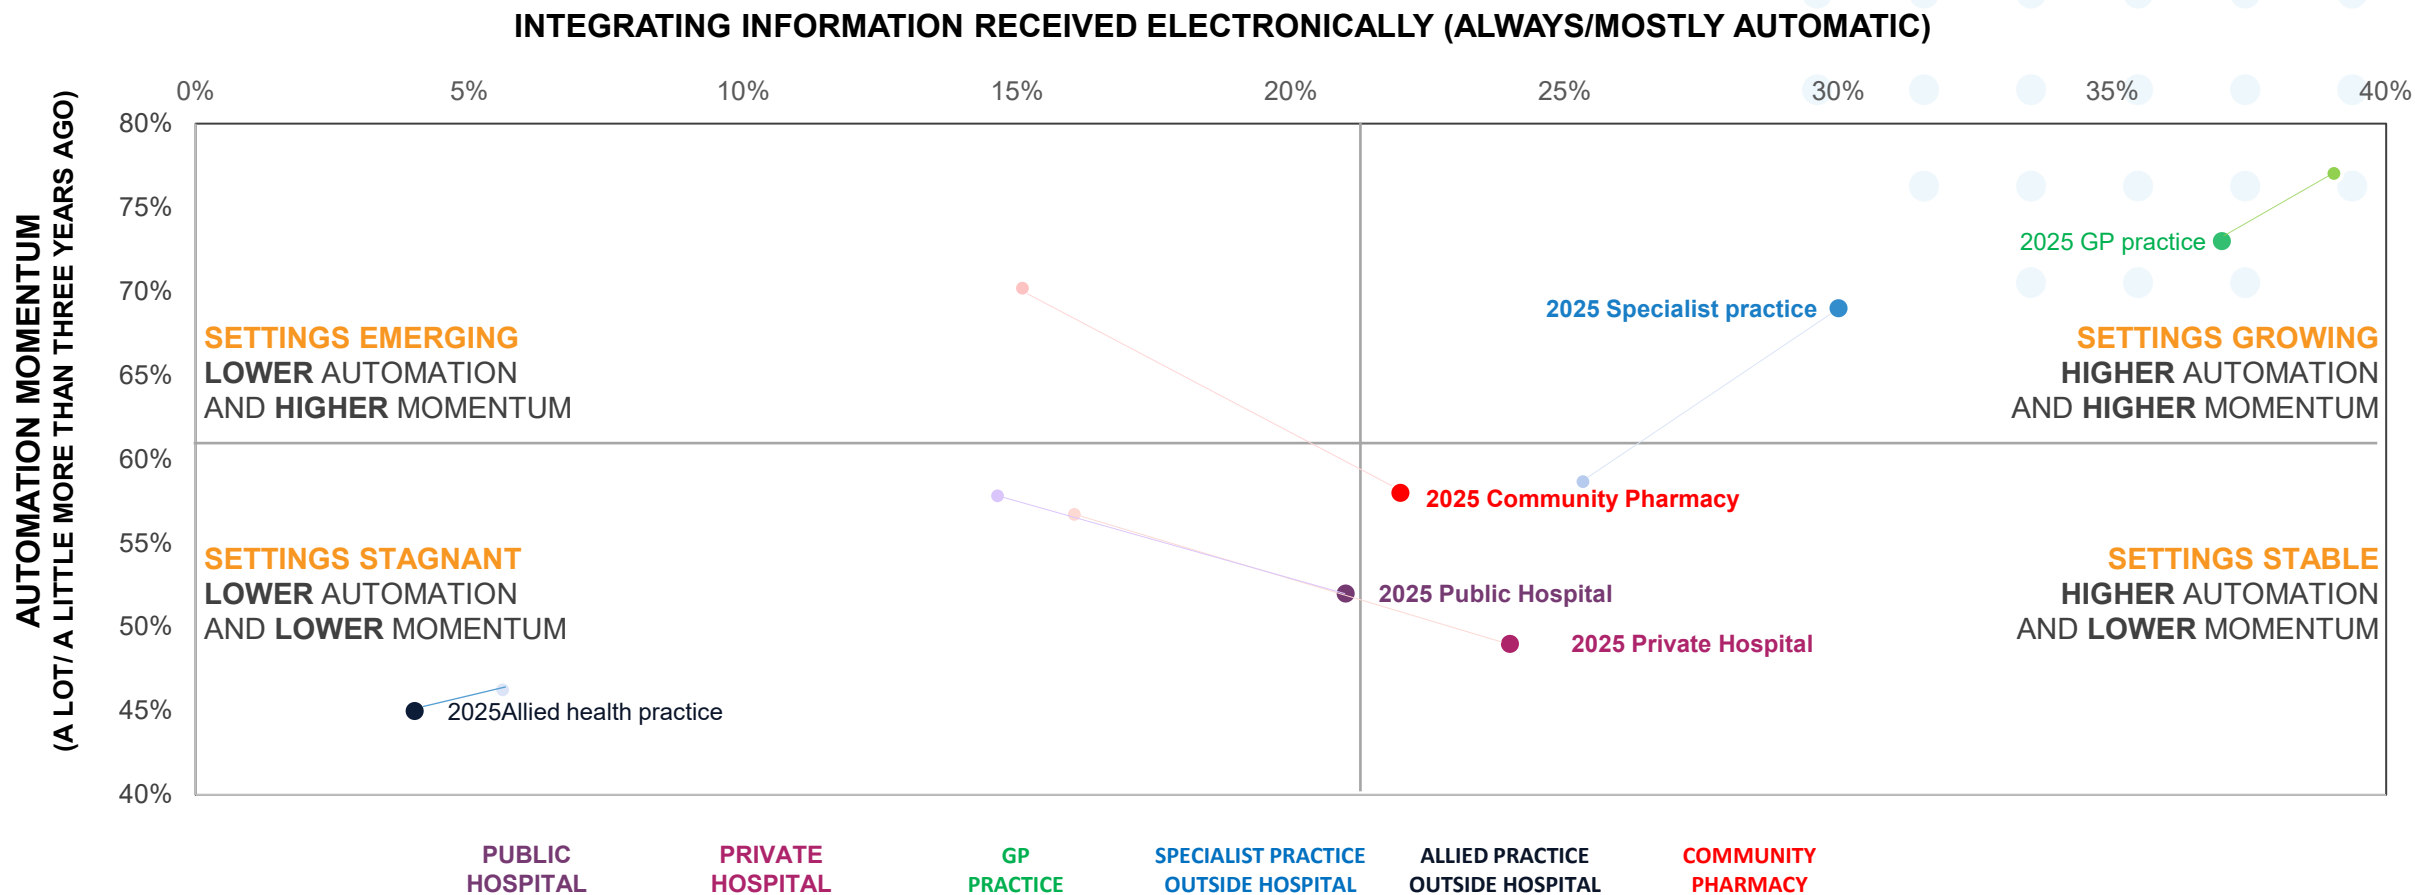 INTEGRATING INFORMATION RECEIVED ELECTRONICALLY (ALWAYS/MOSTLY AUTOMATIC)
0% 5% 10% 15% 20% 25% 30% 35% 40%
AUTOMATION MOMENTUM
(A LOT/ A LITTLE MORE THAN THREE YEARS AGO)
80%
75%
70%
65%
60%
55%
50%
45%
40%
2025 GP practice
2025 Specialist practice
SETTINGS EMERGING
LOWER AUTOMATION
AND HIGHER MOMENTUM
SETTINGS GROWING
HIGHER AUTOMATION
AND HIGHER MOMENTUM
2025 Community Pharmacy
SETTINGS STAGNANT
LOWER AUTOMATION
AND LOWER MOMENTUM
2025 Public Hospital
2025 Private Hospital
SETTINGS STABLE
HIGHER AUTOMATION
AND LOWER MOMENTUM
2025Allied health practice
PUBLIC
HOSPITAL
PRIVATE
HOSPITAL
GP
PRACTICE
SPECIALIST PRACTICE
OUTSIDE HOSPITAL
ALLIED PRACTICE
OUTSIDE HOSPITAL
COMMUNITY
PHARMACY